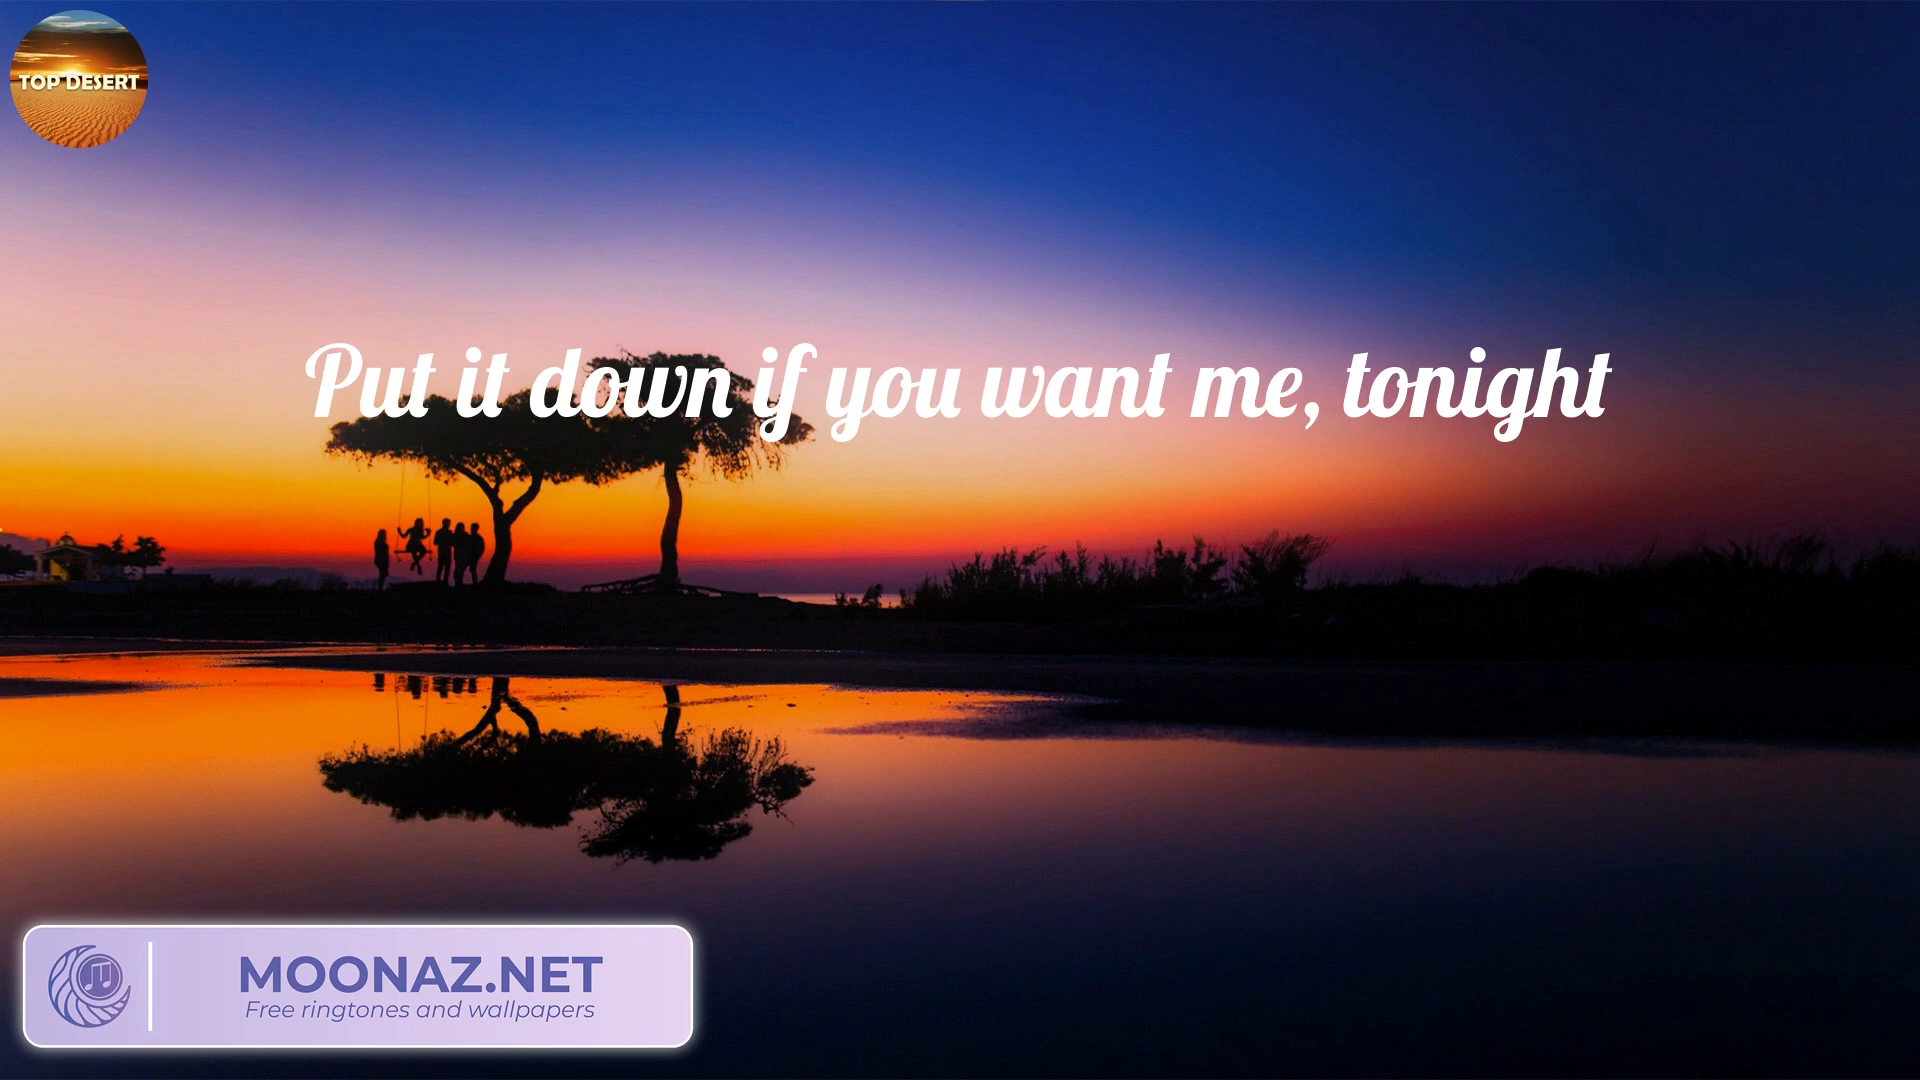 TOP DESERT
Put it down if you want me, tonight
MOONAZ.NET
Free ringtones and wallpapers